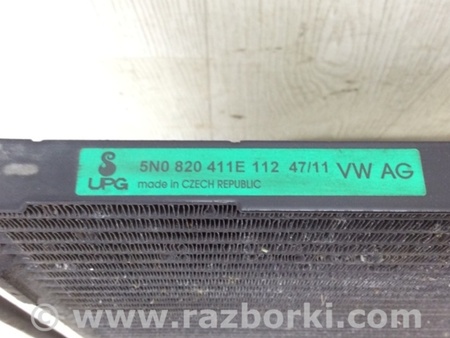 5N0 820 411E 112 47/11 VW AG
UPG made in CZECH REPUBLIC
www.razborki.com